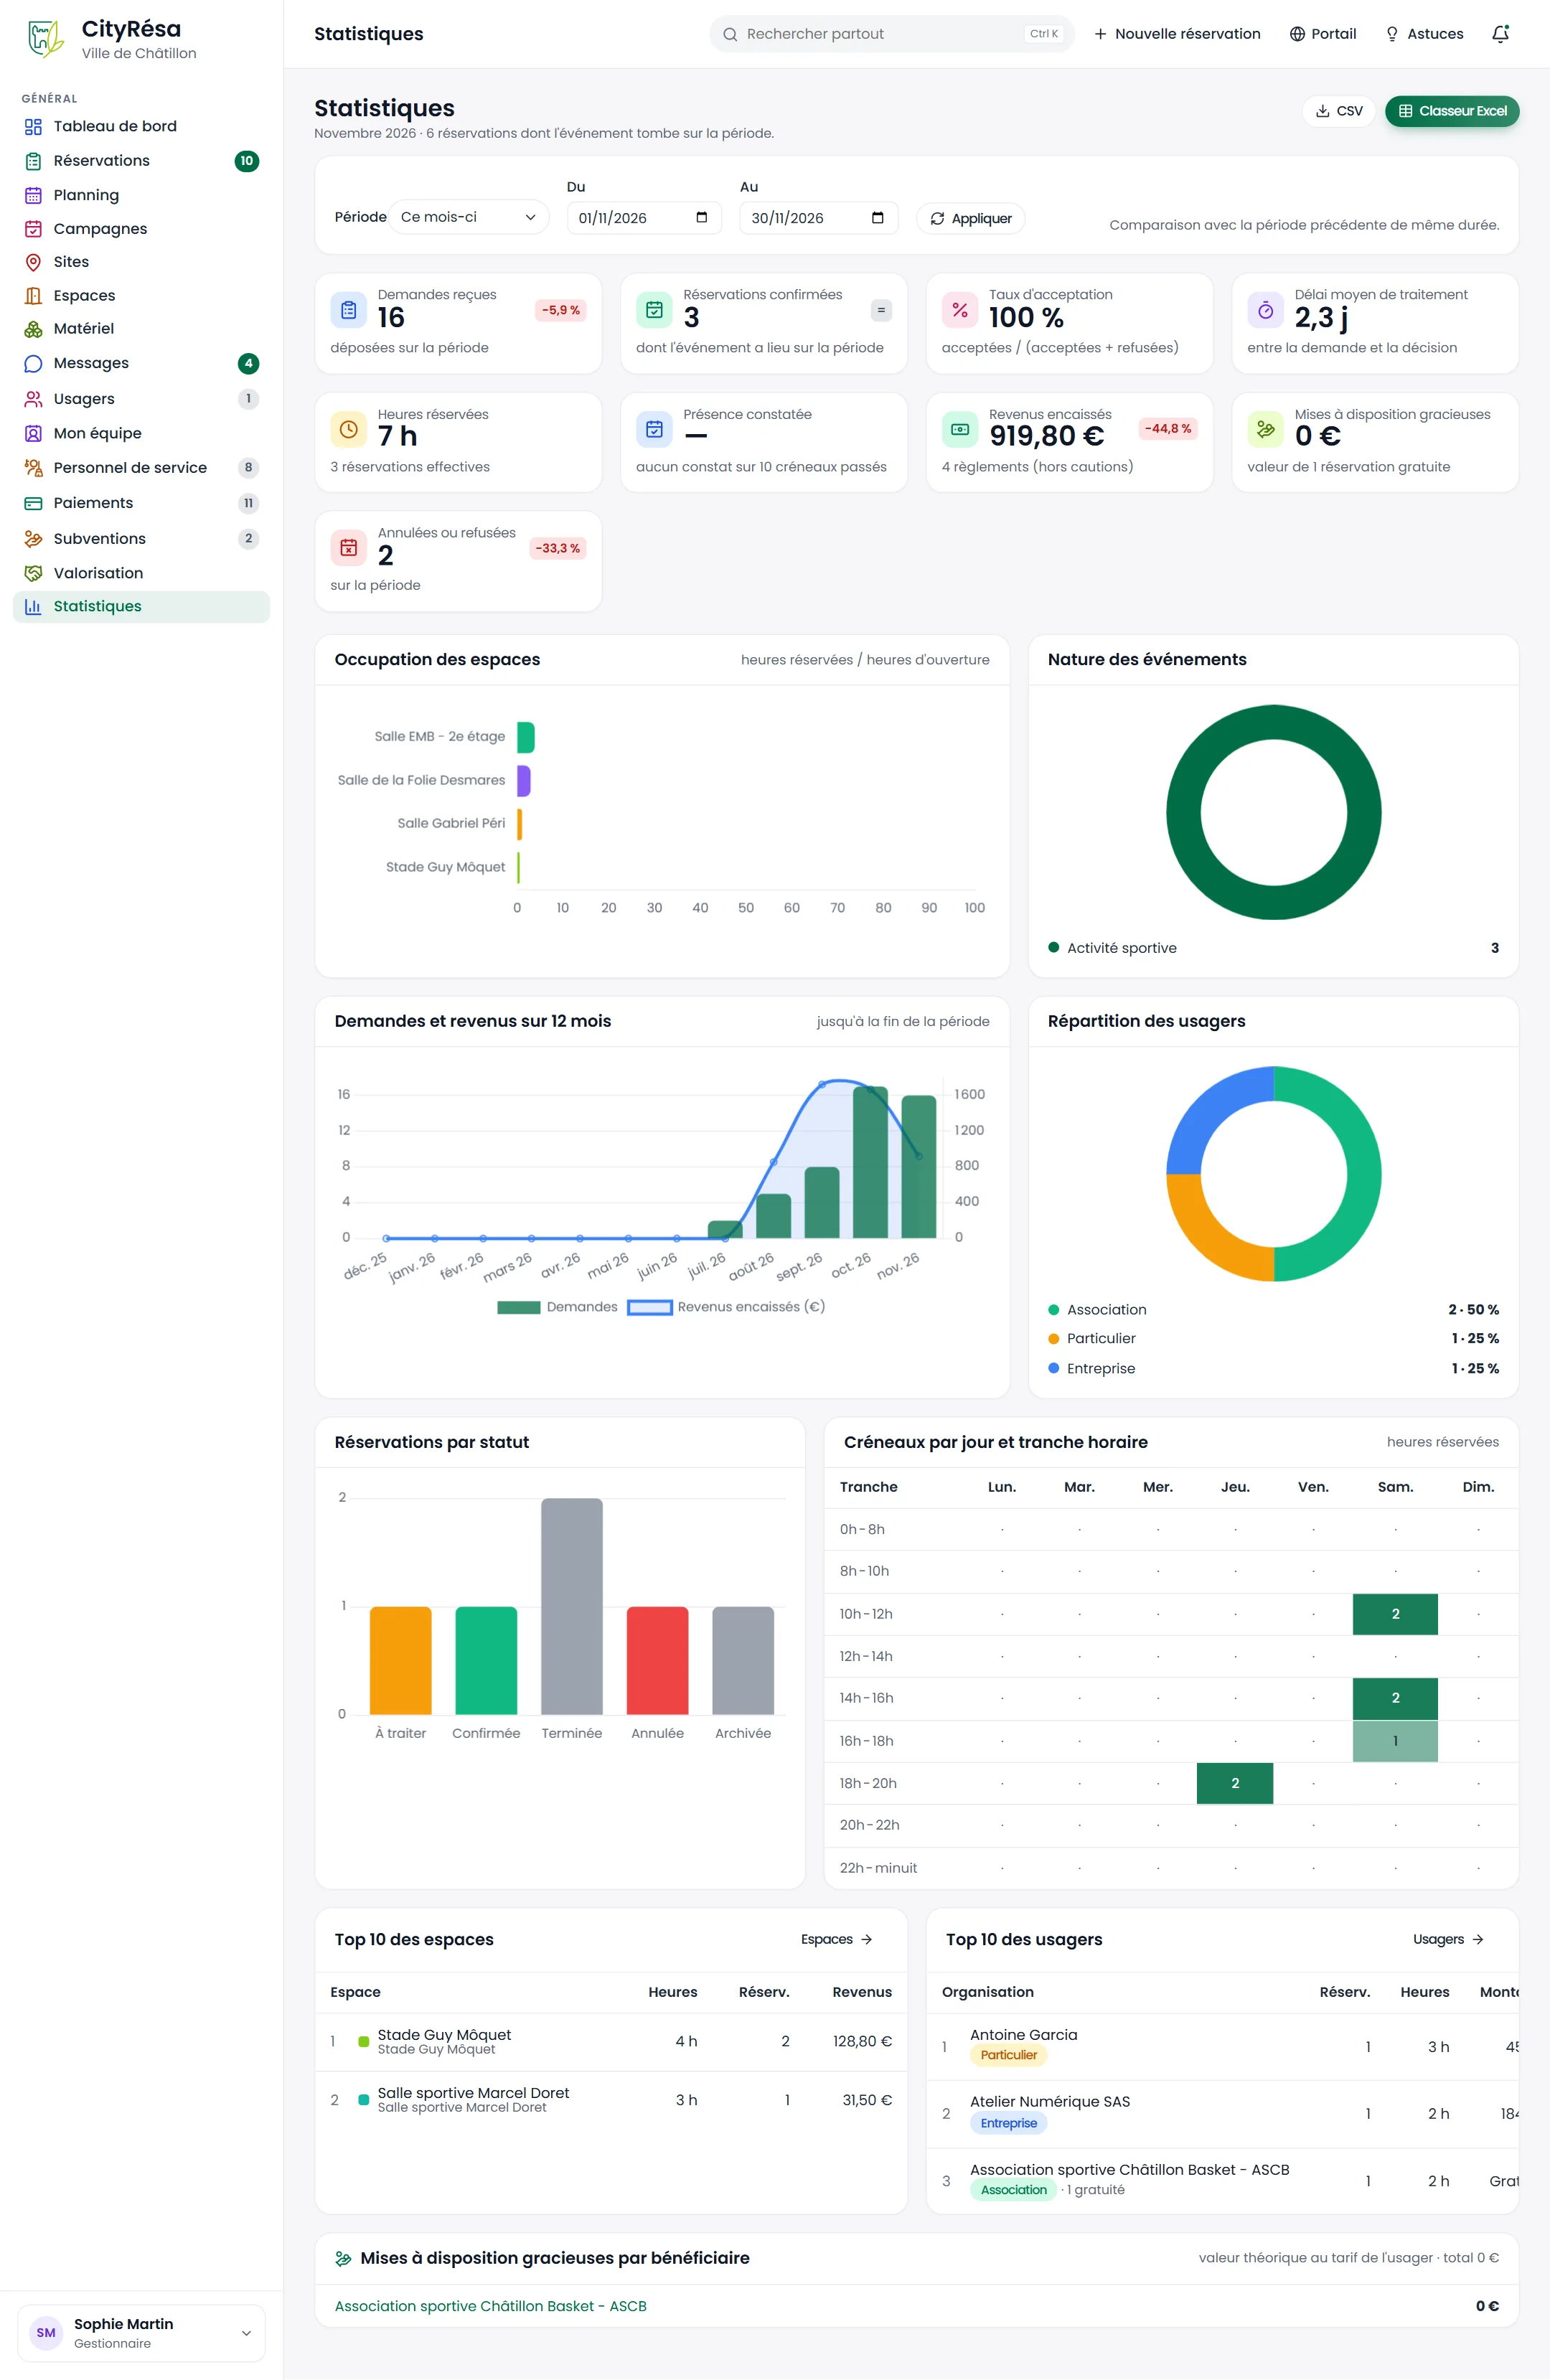 CityRésa
Ville de Châtillon
GÉNÉRAL
Tableau de bord
Réservations 10
Planning
Campagnes
Sites
Espaces
Matériel
Messages 4
Usagers 1
Mon équipe
Personnel de service 8
Paiements 11
Subventions 2
Valorisation
Statistiques
SM
Sophie Martin
Gestionnaire
Statistiques
Rechercher partout Ctrl K
Nouvelle réservation
Portail
Astuces
Statistiques
Novembre 2026 · 6 réservations dont l'événement tombe sur la période.
CSV
Classeur Excel
Période Ce mois-ci
Du
01/11/2026
Au
30/11/2026
Appliquer
Comparaison avec la période précédente de même durée.
Demandes reçues
16
-5,9 %
déposées sur la période
Réservations confirmées
3
=
dont l'événement a lieu sur la période
Taux d'acceptation
100 %
acceptées / (acceptées + refusées)
Délai moyen de traitement
2,3 j
entre la demande et la décision
Heures réservées
7 h
3 réservations effectives
Présence constatée
—
aucun constat sur 10 créneaux passés
Revenus encaissés
919,80 €
-44,8 %
4 règlements (hors cautions)
Mises à disposition gracieuses
0 €
valeur de 1 réservation gratuite
Annulées ou refusées
2
-33,3 %
sur la période
Occupation des espaces
heures réservées / heures d'ouverture
Salle EMB - 2e étage
Salle de la Folie Desmares
Salle Gabriel Péri
Stade Guy Môquet
0 10 20 30 40 50 60 70 80 90 100
Nature des événements
Activité sportive 3
Demandes et revenus sur 12 mois
jusqu'à la fin de la période
16 1600
12 1200
8 800
4 400
0 0
déc. 25 janv. 26 févr. 26 mars 26 avr. 26 mai 26 juin 26 juil. 26 août 26 sept. 26 oct. 26 nov. 26
Demandes Revenus encaissés (€)
Répartition des usagers
Association 2 · 50 %
Particulier 1 · 25 %
Entreprise 1 · 25 %
Réservations par statut
2
1
0
À traiter Confirmée Terminée Annulée Archivée
Créneaux par jour et tranche horaire
heures réservées
Tranche Lun. Mar. Mer. Jeu. Ven. Sam. Dim.
0h-8h · · · · · · ·
8h-10h · · · · · · ·
10h-12h · · · · · 2 ·
12h-14h · · · · · · ·
14h-16h · · · · · 2 ·
16h-18h · · · · · 1 ·
18h-20h · · · 2 · · ·
20h-22h · · · · · · ·
22h-minuit · · · · · · ·
Top 10 des espaces
Espaces →
Espace Heures Réserv. Revenus
1 Stade Guy Môquet 4 h 2 128,80 €
Stade Guy Môquet
2 Salle sportive Marcel Doret 3 h 1 31,50 €
Salle sportive Marcel Doret
Top 10 des usagers
Usagers →
Organisation Réserv. Heures
1 Antoine Garcia 1 3 h
Particulier
2 Atelier Numérique SAS 1 2 h
Entreprise
3 Association sportive Châtillon Basket - ASCB 1 2 h
Association · 1 gratuité
Mises à disposition gracieuses par bénéficiaire
valeur théorique au tarif de l'usager · total 0 €
Association sportive Châtillon Basket - ASCB 0 €